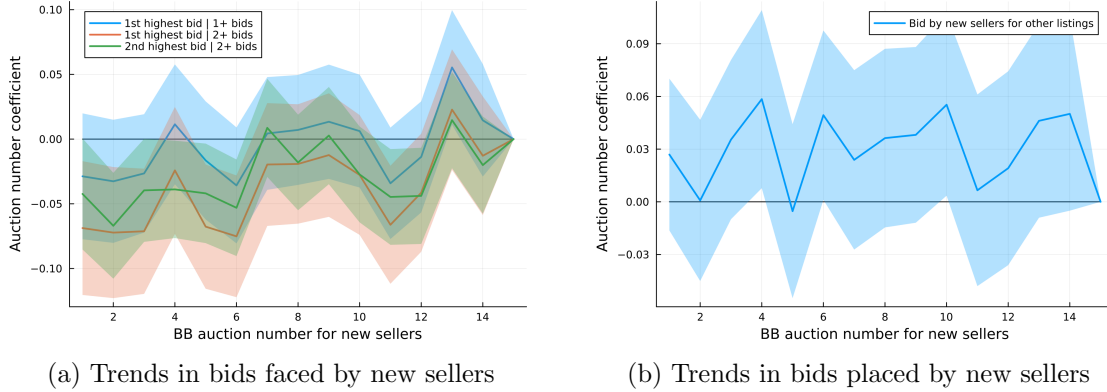 1st highest bid | 1+ bids
1st highest bid | 2+ bids
2nd highest bid | 2+ bids
Auction number coefficient
0.10
0.05
0.00
−0.05
−0.10
2
4
6
8
10
12
14
BB auction number for new sellers
(a) Trends in bids faced by new sellers
Bid by new sellers for other listings
Auction number coefficient
0.09
0.06
0.03
0.00
−0.03
2
4
6
8
10
12
14
BB auction number for new sellers
(b) Trends in bids placed by new sellers